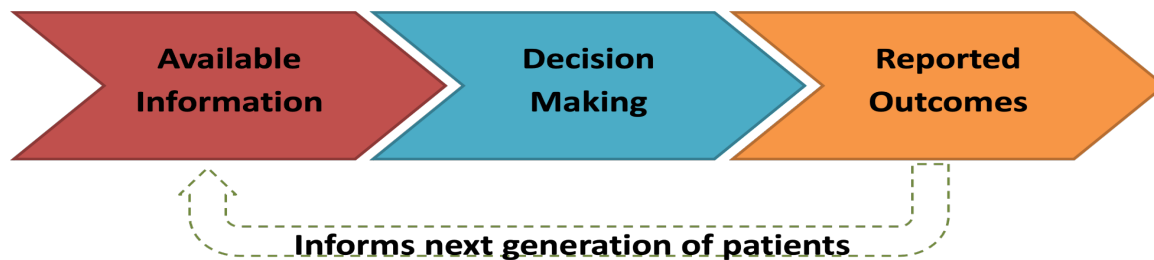 Available
Information
Decision
Making
Reported
Outcomes
Informs next generation of patients